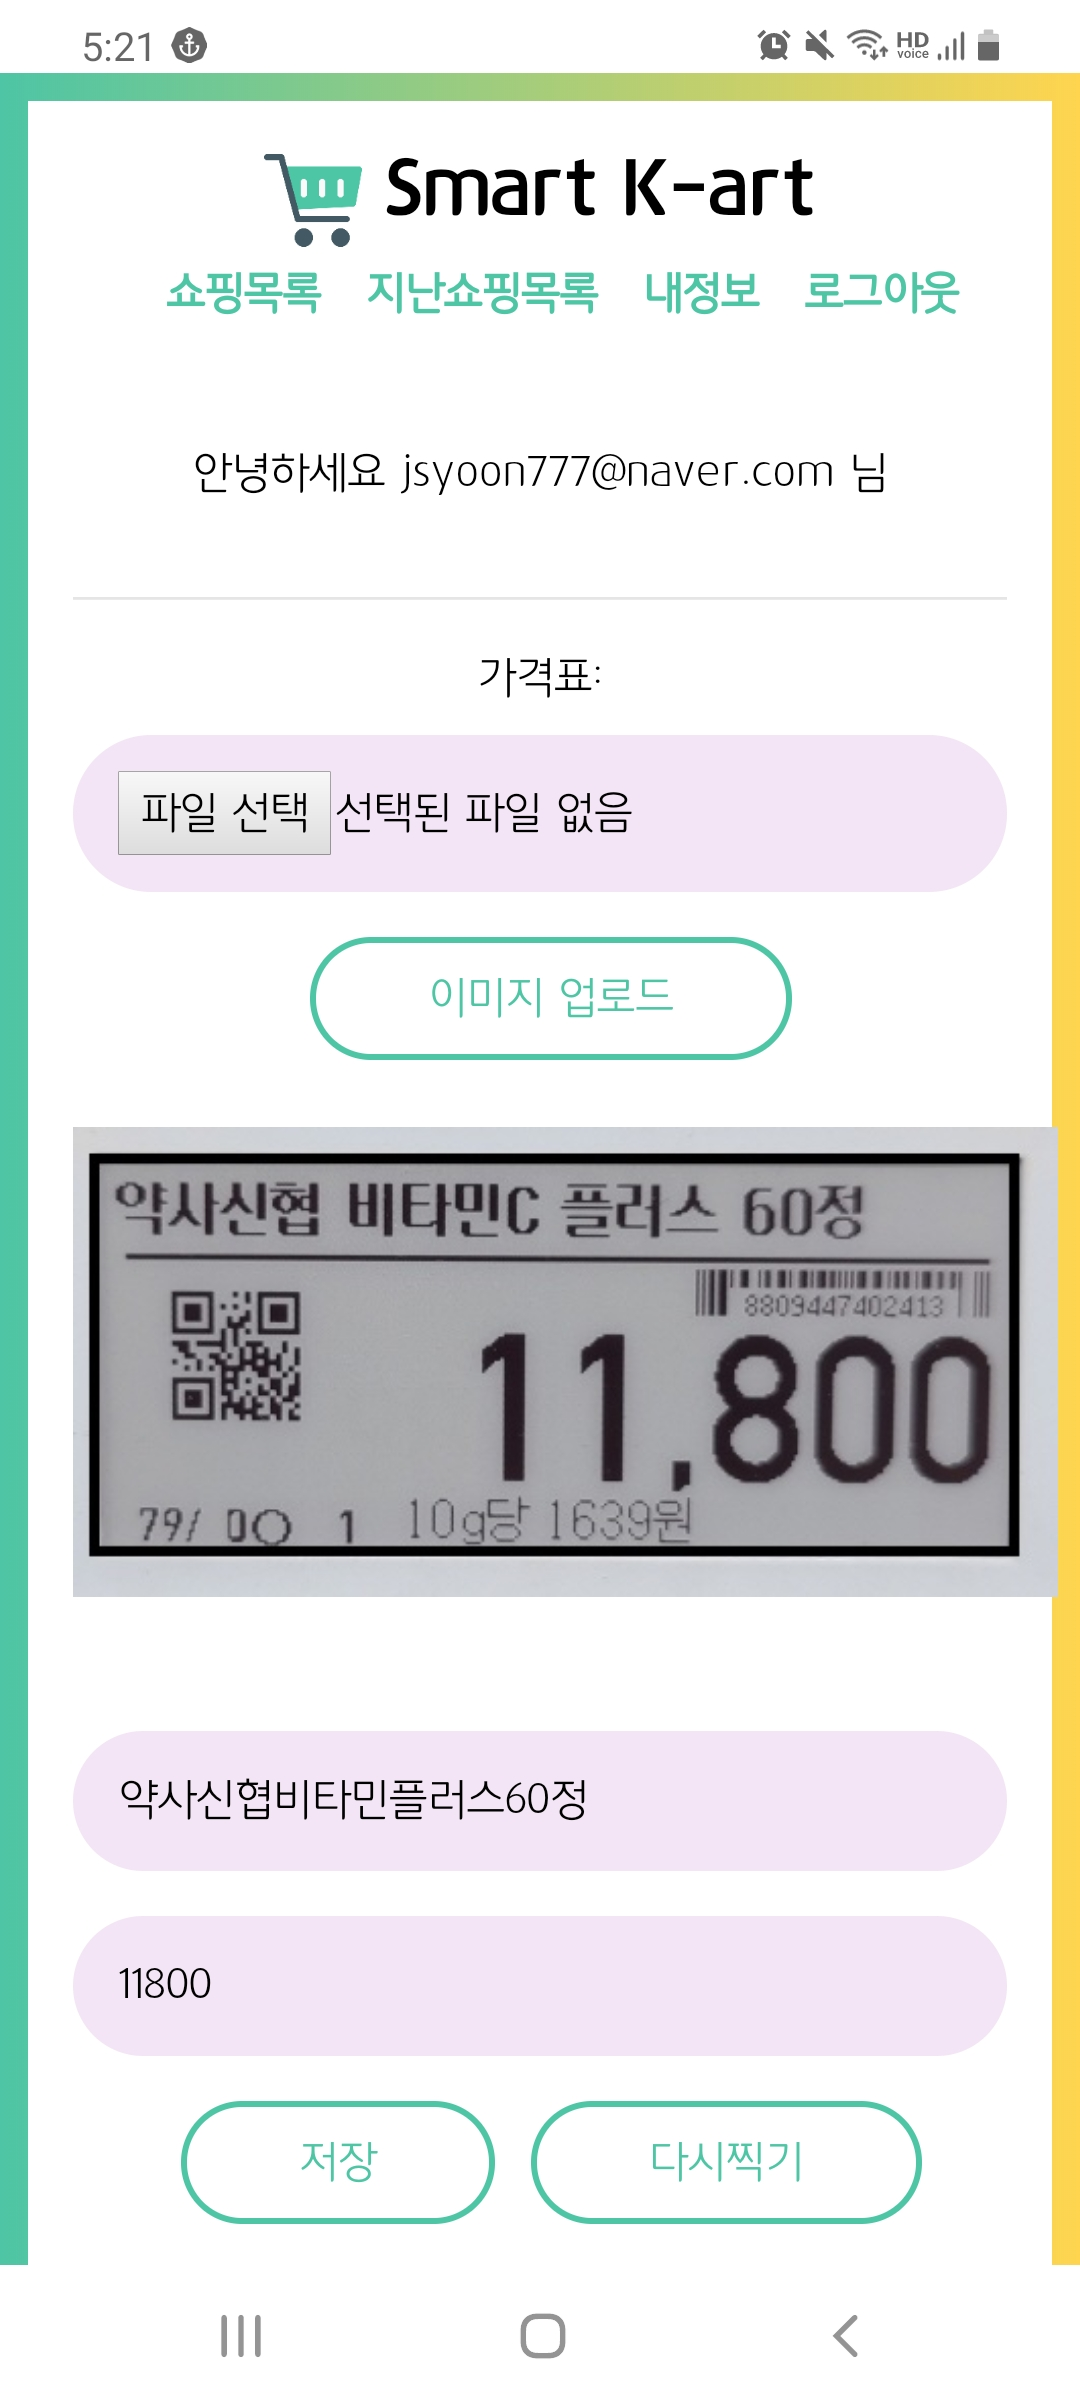 5:21
HD voice
Smart K-art
쇼핑목록 지난쇼핑목록 내정보 로그아웃
안녕하세요 jsyoon777@naver.com 님
가격표:
파일 선택 선택된 파일 없음
이미지 업로드
약사신협 비타민C 플러스 60정
8809447402413
11,800
79/ D○ 1 10g당 1639원
약사신협비타민플러스60정
11800
저장 다시찍기